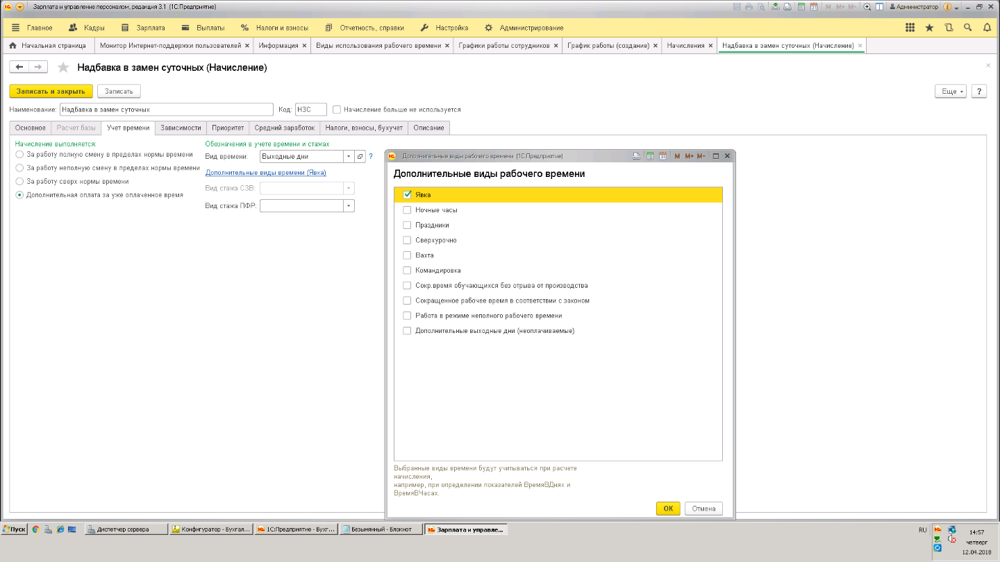 Зарплата и управление персоналом, редакция 3.1 (1С:Предприятие)
M M+ M- Администратор
Главное Кадры Зарплата Выплаты Налоги и взносы Отчетность, справки Настройка Администрирование
Начальная страница Монитор Интернет-поддержки пользователей × Информация × Виды использования рабочего времени × Графики работы сотрудников × График работы (создание) × Начисления × Надбавка в замен суточных (Начисление) ×
Надбавка в замен суточных (Начисление)
Записать и закрыть Записать Еще ?
Наименование: Надбавка в замен суточных Код: НЗС Начисление больше не используется
Основное Расчет базы Учет времени Зависимости Приоритет Средний заработок Налоги, взносы, бухучет Описание
Начисление выполняется:
За работу полную смену в пределах нормы времени
За работу неполную смену в пределах нормы времени
За работу сверх нормы времени
Дополнительная оплата за уже оплаченное время
Обозначения в учете времени и стажах
Вид времени: Выходные дни ?
Дополнительные виды времени (Явка)
Вид стажа СЗВ:
Вид стажа ПФР:
Дополнительные виды рабочего времени (1С:Предприятие) M M+ M-
Дополнительные виды рабочего времени
Явка
Ночные часы
Праздники
Сверхурочно
Вахта
Командировка
Сокр.время обучающихся без отрыва от производства
Сокращенное рабочее время в соответствии с законом
Работа в режиме неполного рабочего времени
Дополнительные выходные дни (неоплачиваемые)
Выбранные виды времени будут учитываться при расчете
начисления,
например, при определении показателей ВремяВДнях и
ВремяВЧасах.
ОК Отмена
Пуск Диспетчер сервера Конфигуратор - Бухгал... 1С:Предприятие - Бухг... Безымянный - Блокнот Зарплата и управле... RU
14:57
четверг
12.04.2018